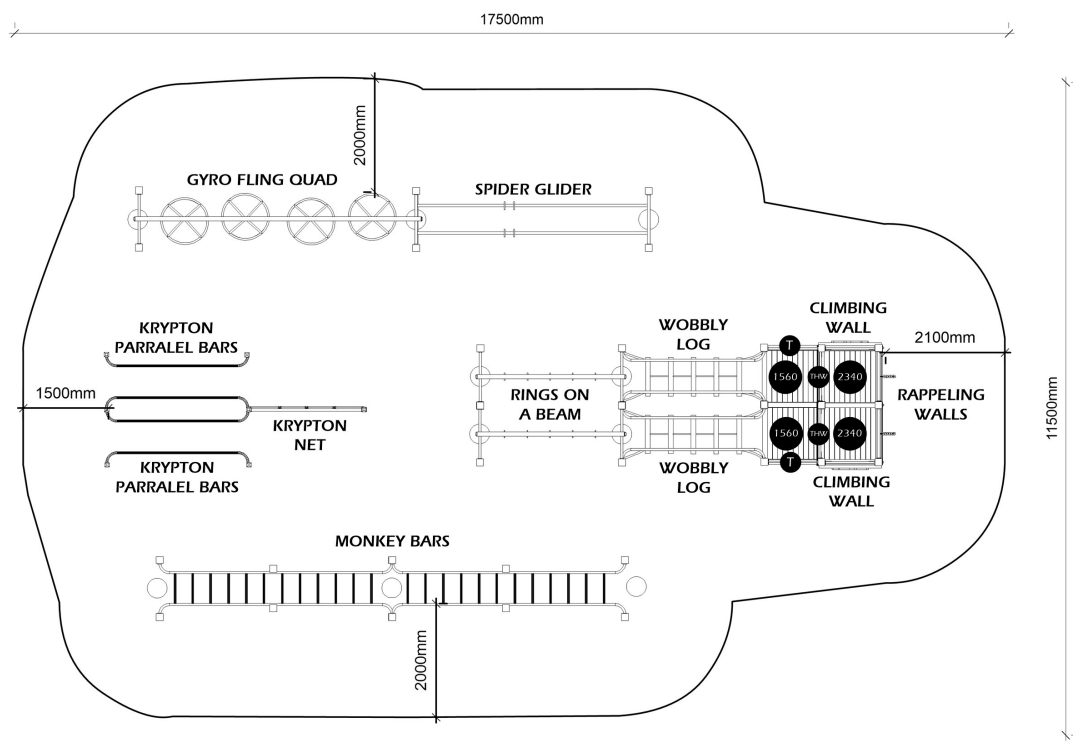 17500mm
2000mm
GYRO FLING QUAD
SPIDER GLIDER
KRYPTON
PARRALEL BARS
WOBBLY
LOG
CLIMBING
WALL
T
2100mm
1560
THW
2340
1500mm
RINGS ON
A BEAM
RAPPELING
WALLS
11500mm
KRYPTON
NET
1560
THW
2340
T
KRYPTON
PARRALEL BARS
WOBBLY
LOG
CLIMBING
WALL
MONKEY BARS
2000mm